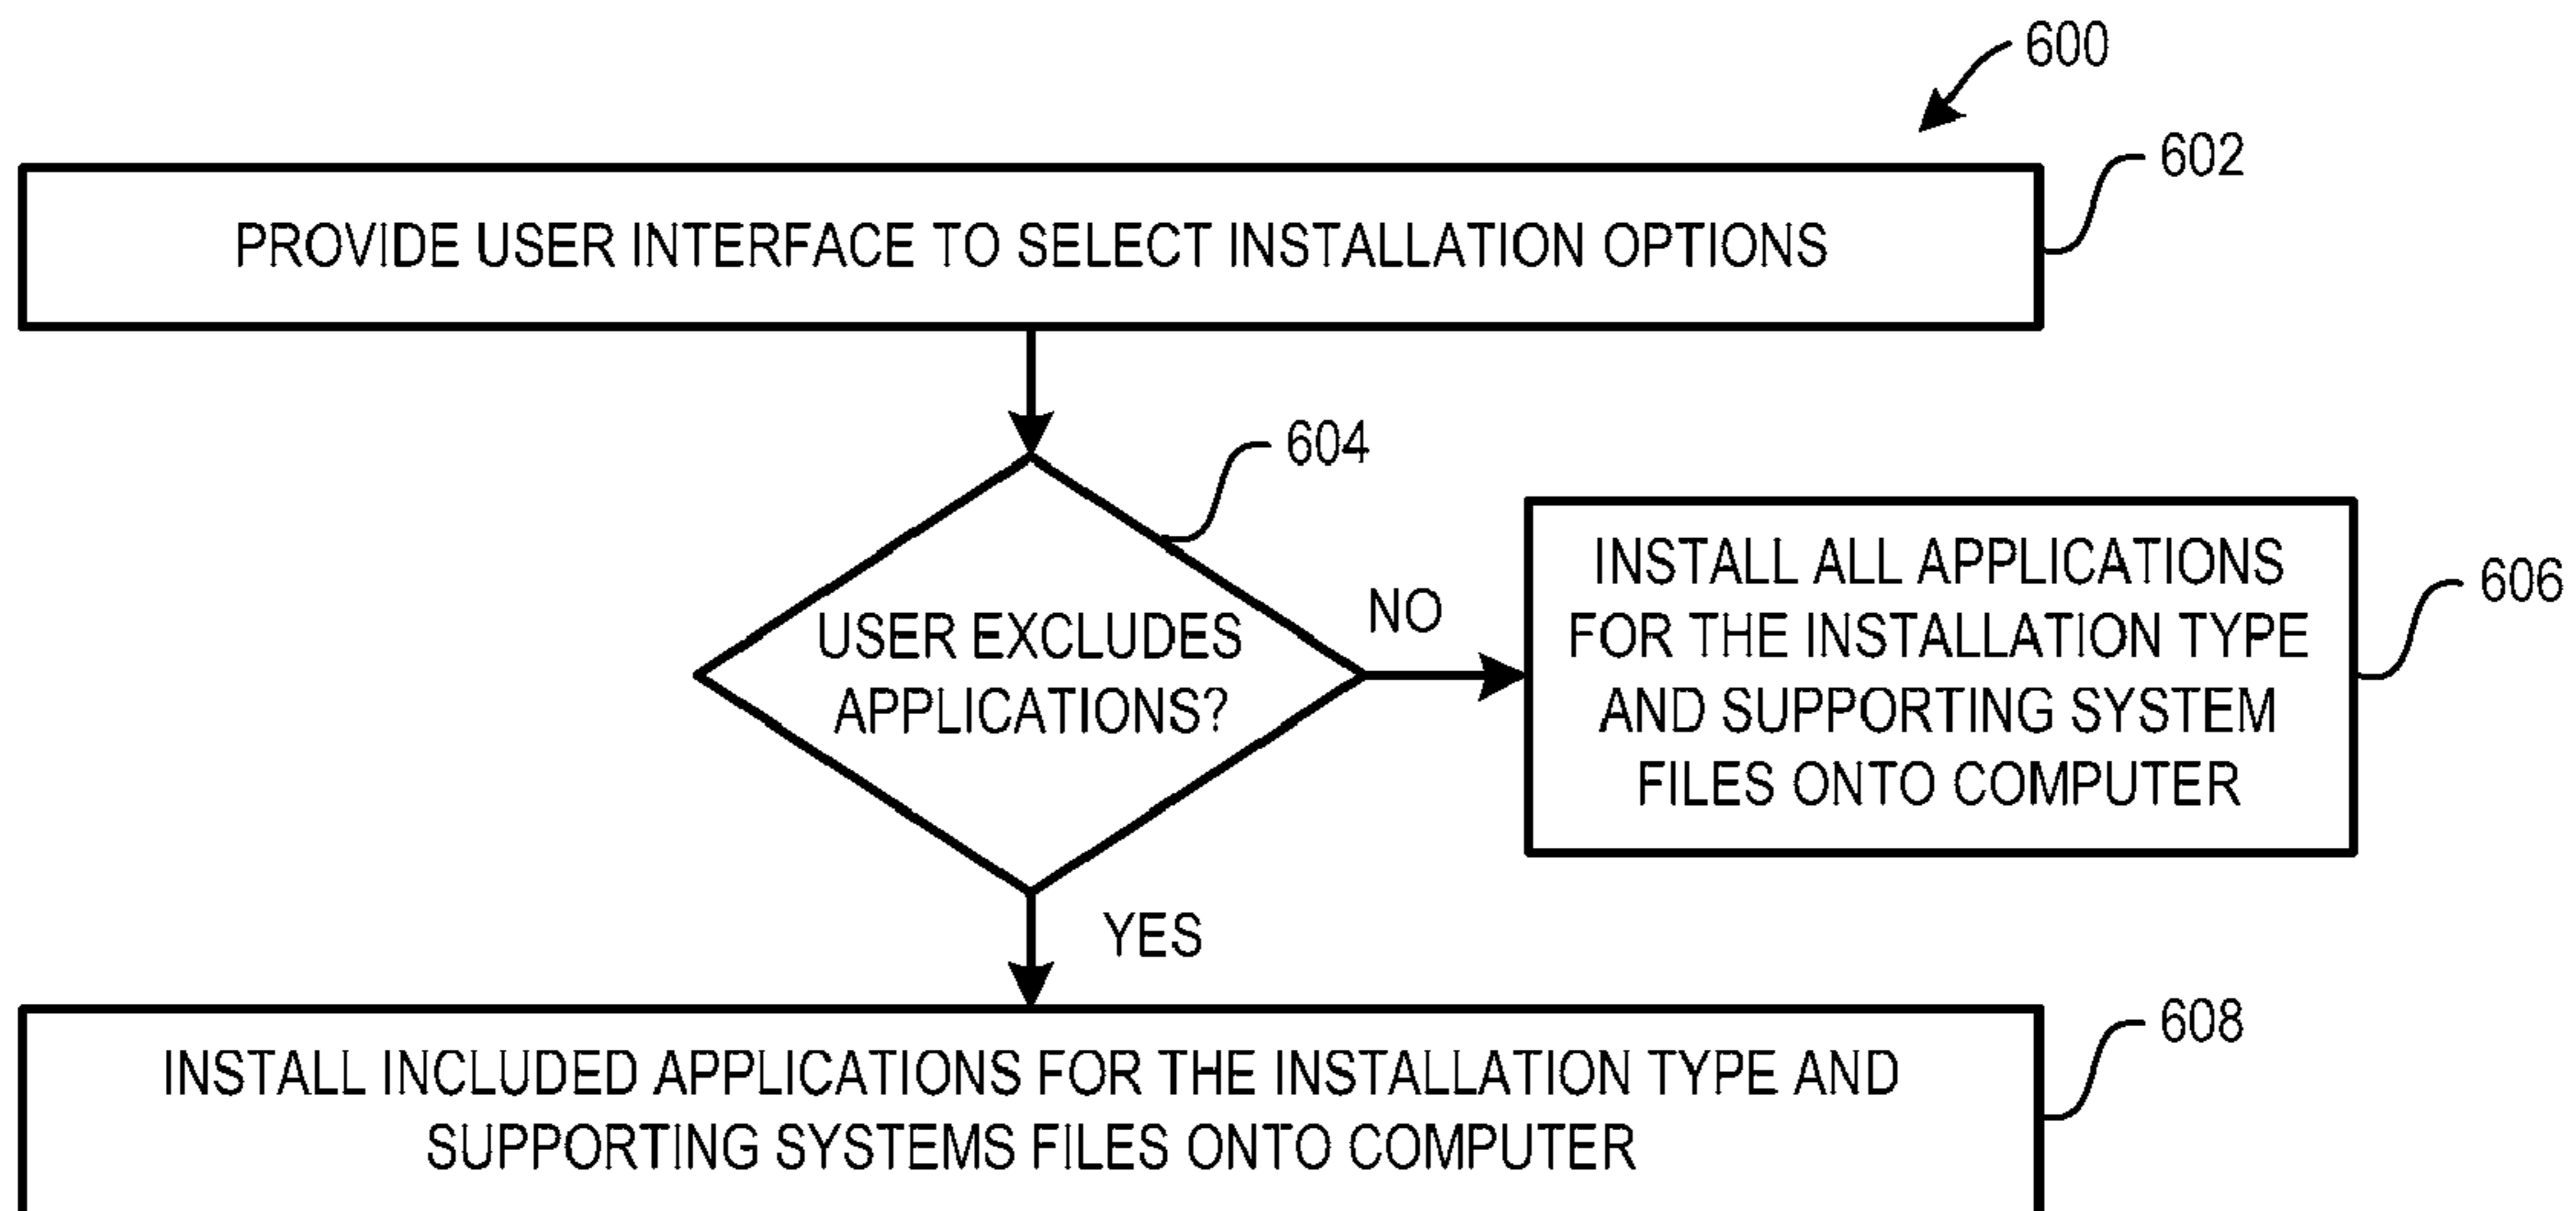 600
602
PROVIDE USER INTERFACE TO SELECT INSTALLATION OPTIONS
604
USER EXCLUDES
APPLICATIONS?
NO
INSTALL ALL APPLICATIONS
FOR THE INSTALLATION TYPE
AND SUPPORTING SYSTEM
FILES ONTO COMPUTER
606
YES
608
INSTALL INCLUDED APPLICATIONS FOR THE INSTALLATION TYPE AND
SUPPORTING SYSTEMS FILES ONTO COMPUTER